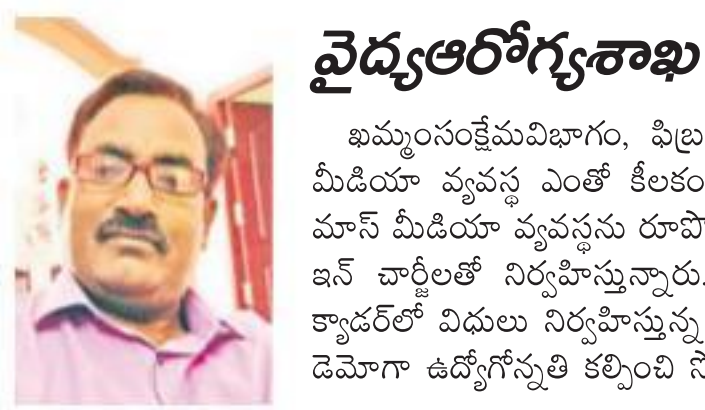 వైద్యఆరోగ్యశాఖ
ఖమ్మంసంక్షేమవిభాగం, ఫిబ్ర
మీడియా వ్యవస్థ ఎంతో కీలకం
మాస్ మీడియా వ్యవస్థను రూపొ
ఇన్ చార్జీలతో నిర్వహిస్తున్నారు.
క్యాడర్‌లో విధులు నిర్వహిస్తున్న
డెమోగా ఉద్యోగోన్నతి కల్పించి